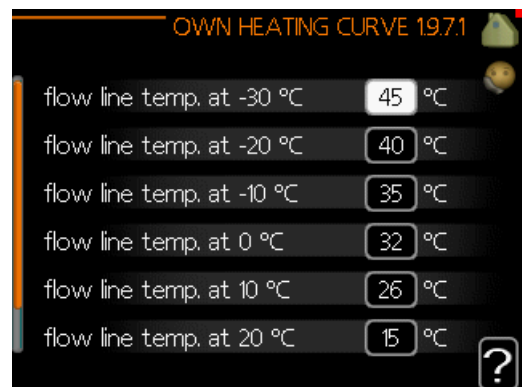 OWN HEATING CURVE 1.9.7.1
flow line temp. at -30 °C 45 °C
flow line temp. at -20 °C 40 °C
flow line temp. at -10 °C 35 °C
flow line temp. at 0 °C 32 °C
flow line temp. at 10 °C 26 °C
flow line temp. at 20 °C 15 °C
?